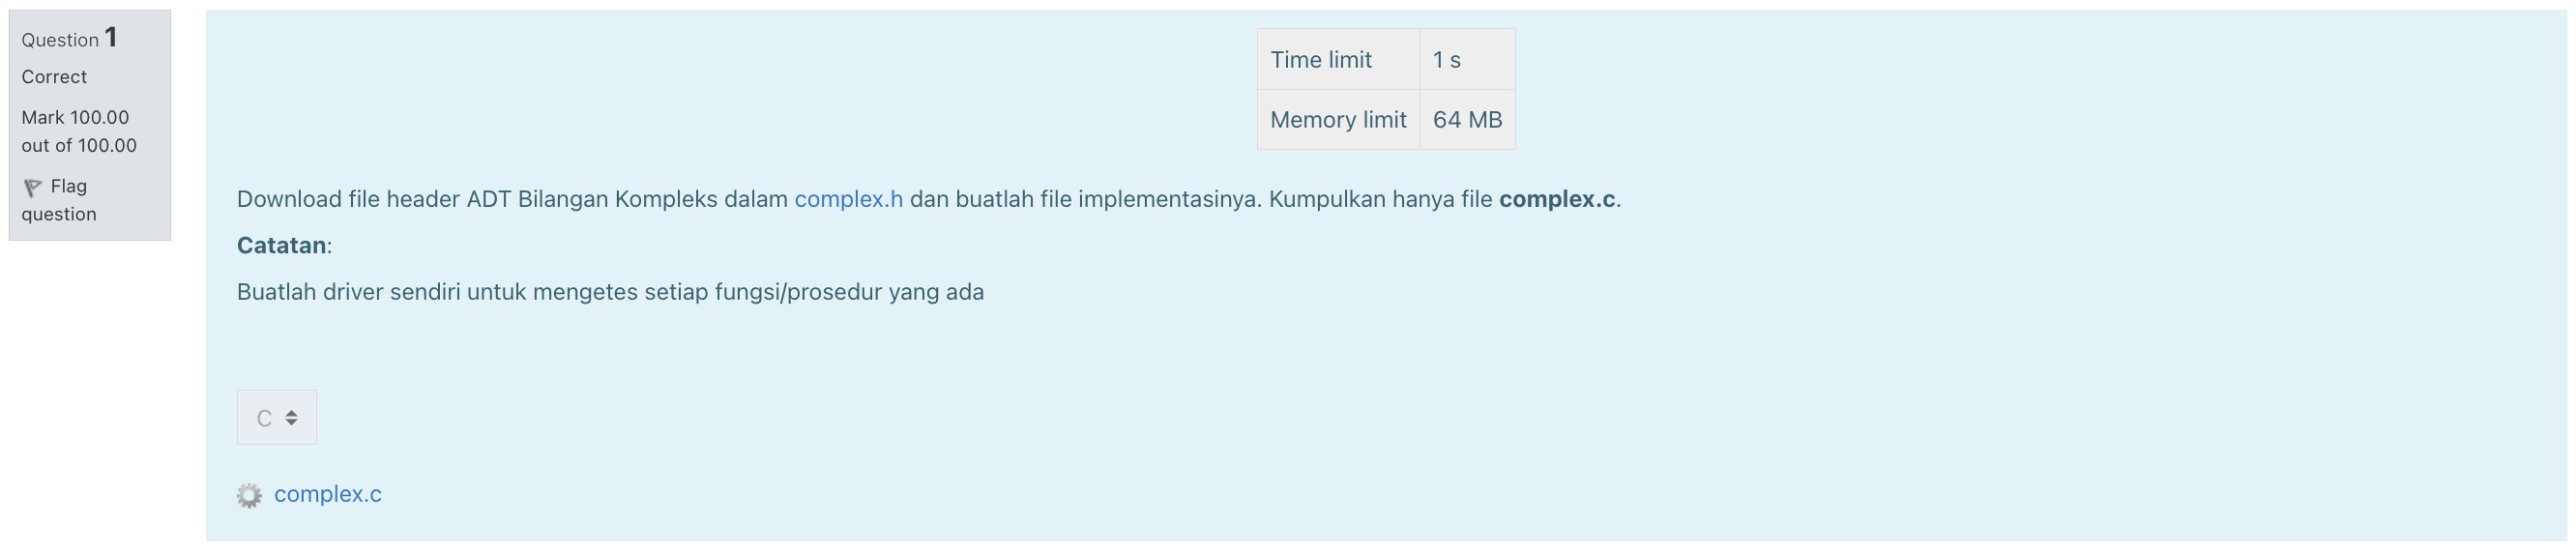 Question 1
Correct
Mark 100.00
out of 100.00
Flag
question
Time limit 1 s
Memory limit 64 MB
Download file header ADT Bilangan Kompleks dalam complex.h dan buatlah file implementasinya. Kumpulkan hanya file complex.c.
Catatan:
Buatlah driver sendiri untuk mengetes setiap fungsi/prosedur yang ada
C
complex.c